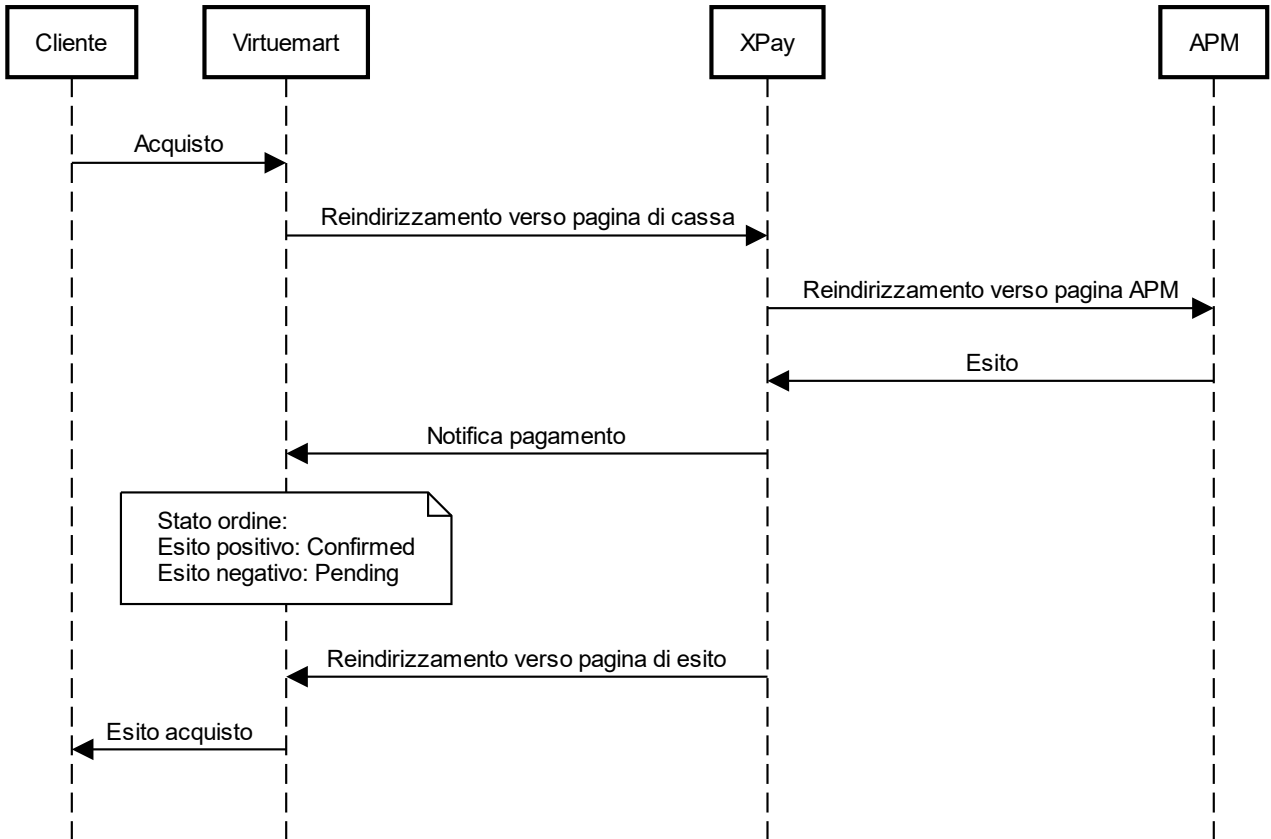 Cliente
Virtuemart
XPay
APM
Acquisto
Reindirizzamento verso pagina di cassa
Reindirizzamento verso pagina APM
Esito
Notifica pagamento
Stato ordine:
Esito positivo: Confirmed
Esito negativo: Pending
Reindirizzamento verso pagina di esito
Esito acquisto